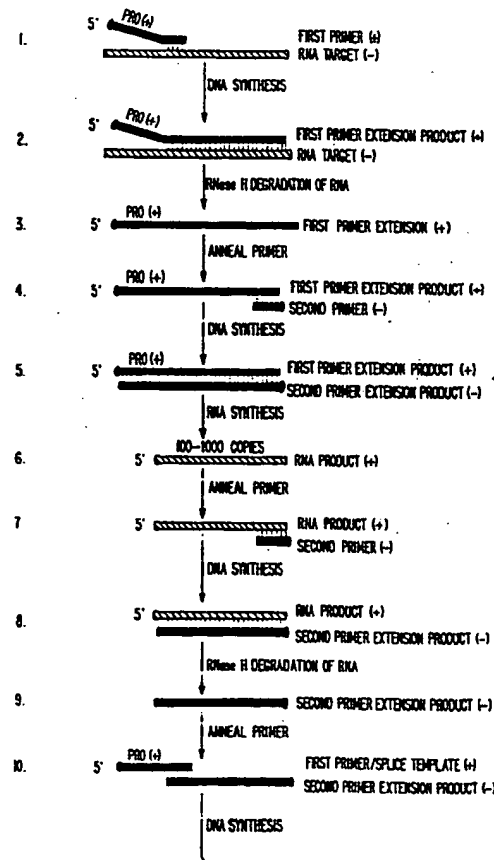 5' PRO (+)
1. FIRST PRIMER (+)
RNA TARGET (-)
DNA SYNTHESIS
5' PRO (+)
2. FIRST PRIMER EXTENSION PRODUCT (+)
RNA TARGET (-)
RNase H DEGRADATION OF RNA
PRO (+)
3. 5' FIRST PRIMER EXTENSION (+)
ANNEAL PRIMER
PRO (+)
4. 5' FIRST PRIMER EXTENSION PRODUCT (+)
SECOND PRIMER (-)
DNA SYNTHESIS
PRO (+)
5. 5' FIRST PRIMER EXTENSION PRODUCT (+)
SECOND PRIMER EXTENSION PRODUCT (-)
RNA SYNTHESIS
100-1000 COPIES
6. 5' RNA PRODUCT (+)
ANNEAL PRIMER
7 5' RNA PRODUCT (+)
SECOND PRIMER (-)
DNA SYNTHESIS
5' RNA PRODUCT (+)
8. SECOND PRIMER EXTENSION PRODUCT (-)
RNase H DEGRADATION OF RNA
9. SECOND PRIMER EXTENSION PRODUCT (-)
ANNEAL PRIMER
PRO (+)
10. 5' FIRST PRIMER/SPLICE TEMPLATE (+)
SECOND PRIMER EXTENSION PRODUCT (-)
DNA SYNTHESIS